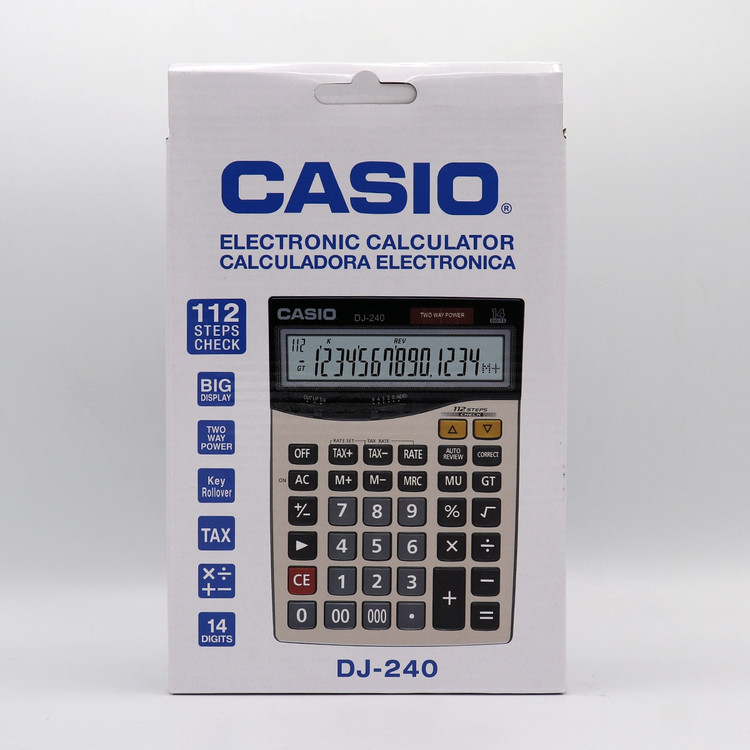 CASIO®
ELECTRONIC CALCULATOR
CALCULADORA ELECTRONICA
112
STEPS
CHECK
BIG
DISPLAY
TWO
WAY
POWER
Key
Rollover
TAX
×÷
+−
14
DIGITS
CASIO DJ-240 TWO WAY POWER 14
DIGITS
112 K REV
− 1234567890.1234 M+
GT
112 STEPS
CHECK
△ ▽
RATE SET TAX RATE
OFF TAX+ TAX− RATE AUTO REVIEW CORRECT
ON AC M+ M− MRC MU GT
+/− 7 8 9 % √
▶ 4 5 6 × ÷
CE 1 2 3 + −
0 00 000 · =
DJ-240